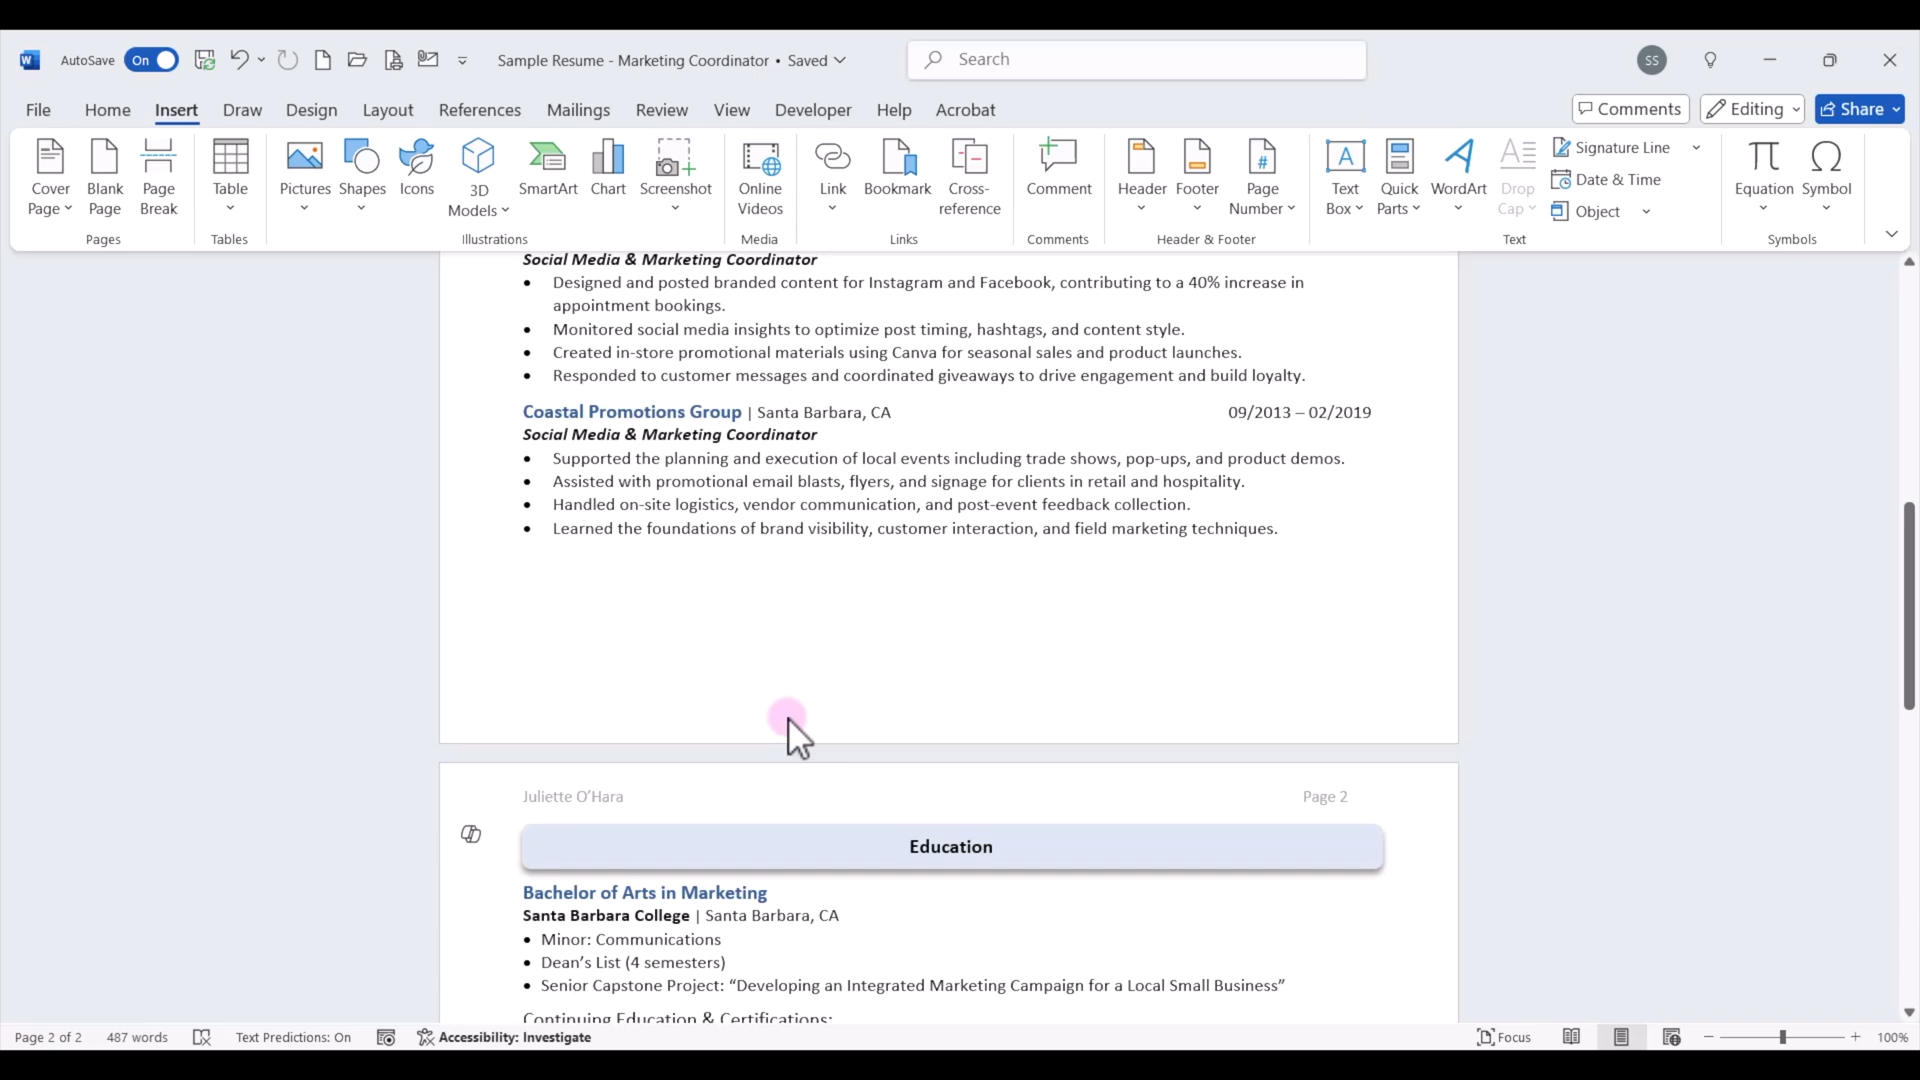 AutoSave On Sample Resume - Marketing Coordinator • Saved Search SS
File Home Insert Draw Design Layout References Mailings Review View Developer Help Acrobat Comments Editing Share
Cover Page
Blank Page
Page Break
Pages
Table
Tables
Pictures
Shapes
Icons
3D Models
SmartArt
Chart
Screenshot
Illustrations
Online Videos
Media
Link
Bookmark
Cross-reference
Links
Comment
Comments
Header
Footer
Page Number
Header & Footer
Text Box
Quick Parts
WordArt
Drop Cap
Signature Line
Date & Time
Object
Text
Equation
Symbol
Symbols
Social Media & Marketing Coordinator
• Designed and posted branded content for Instagram and Facebook, contributing to a 40% increase in
appointment bookings.
• Monitored social media insights to optimize post timing, hashtags, and content style.
• Created in-store promotional materials using Canva for seasonal sales and product launches.
• Responded to customer messages and coordinated giveaways to drive engagement and build loyalty.
Coastal Promotions Group | Santa Barbara, CA 09/2013 – 02/2019
Social Media & Marketing Coordinator
• Supported the planning and execution of local events including trade shows, pop-ups, and product demos.
• Assisted with promotional email blasts, flyers, and signage for clients in retail and hospitality.
• Handled on-site logistics, vendor communication, and post-event feedback collection.
• Learned the foundations of brand visibility, customer interaction, and field marketing techniques.
Juliette O’Hara Page 2
Education
Bachelor of Arts in Marketing
Santa Barbara College | Santa Barbara, CA
• Minor: Communications
• Dean’s List (4 semesters)
• Senior Capstone Project: “Developing an Integrated Marketing Campaign for a Local Small Business”
Continuing Education & Certifications:
Page 2 of 2 487 words Text Predictions: On Accessibility: Investigate Focus 100%